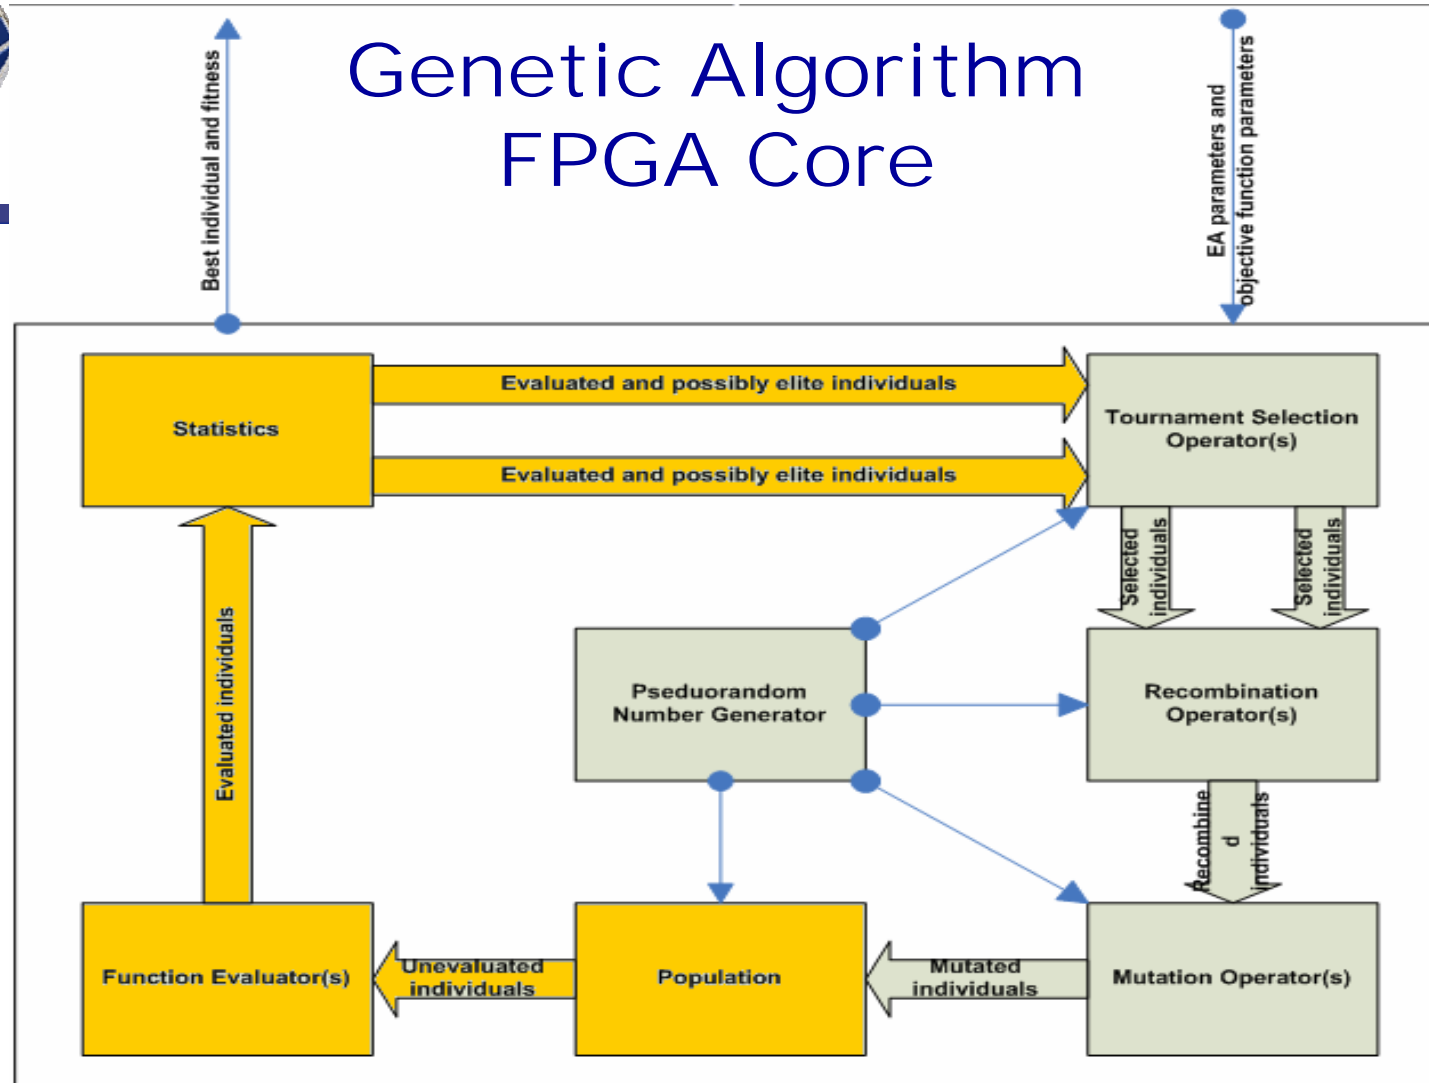 Genetic Algorithm
FPGA Core
Best individual and fitness
EA parameters and
objective function parameters
Statistics
Evaluated and possibly elite individuals
Evaluated and possibly elite individuals
Tournament Selection
Operator(s)
Selected
individuals
Selected
individuals
Evaluated individuals
Pseduorandom
Number Generator
Recombination
Operator(s)
Recombine
d
individuals
Function Evaluator(s)
Unevaluated
individuals
Population
Mutated
individuals
Mutation Operator(s)